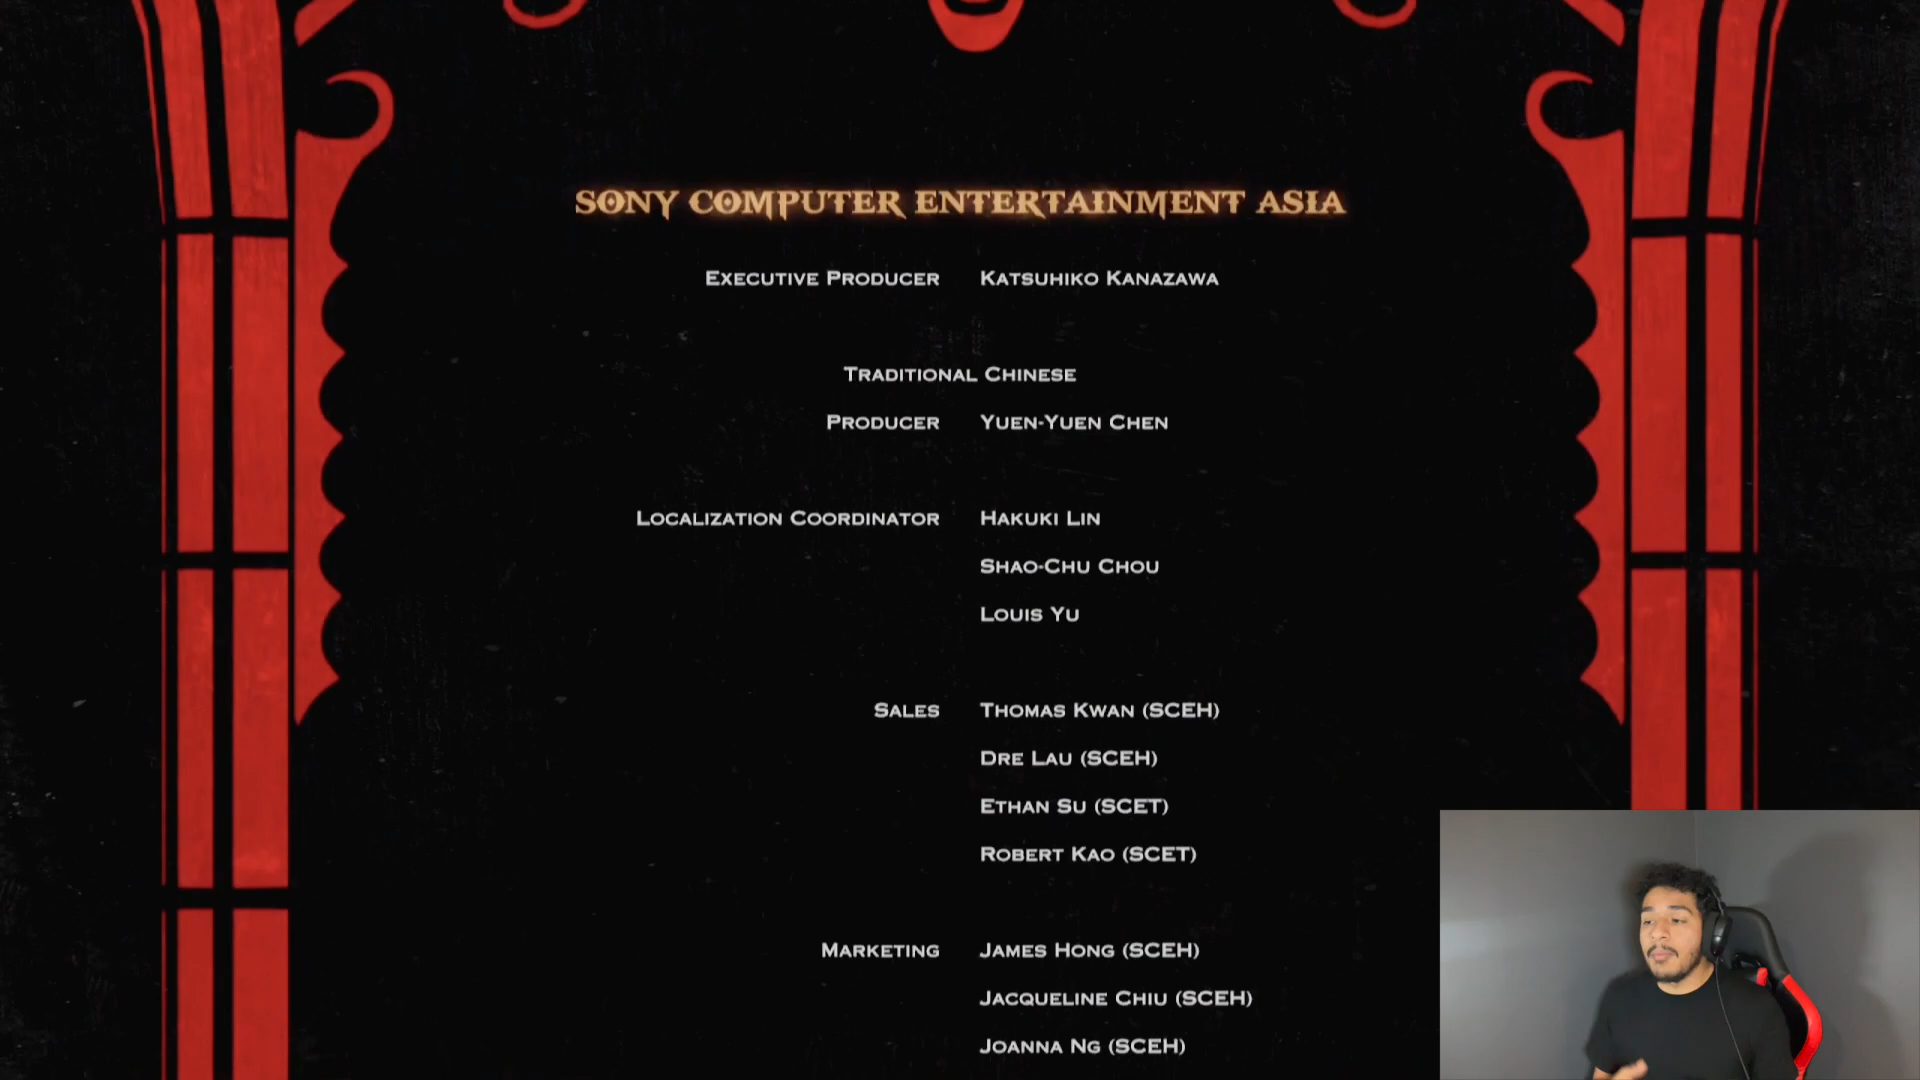 SONY COMPUTER ENTERTAINMENT ASIA
EXECUTIVE PRODUCER KATSUHIKO KANAZAWA
TRADITIONAL CHINESE
PRODUCER YUEN-YUEN CHEN
LOCALIZATION COORDINATOR HAKUKI LIN
SHAO-CHU CHOU
LOUIS YU
SALES THOMAS KWAN (SCEH)
DRE LAU (SCEH)
ETHAN SU (SCET)
ROBERT KAO (SCET)
MARKETING JAMES HONG (SCEH)
JACQUELINE CHIU (SCEH)
JOANNA NG (SCEH)